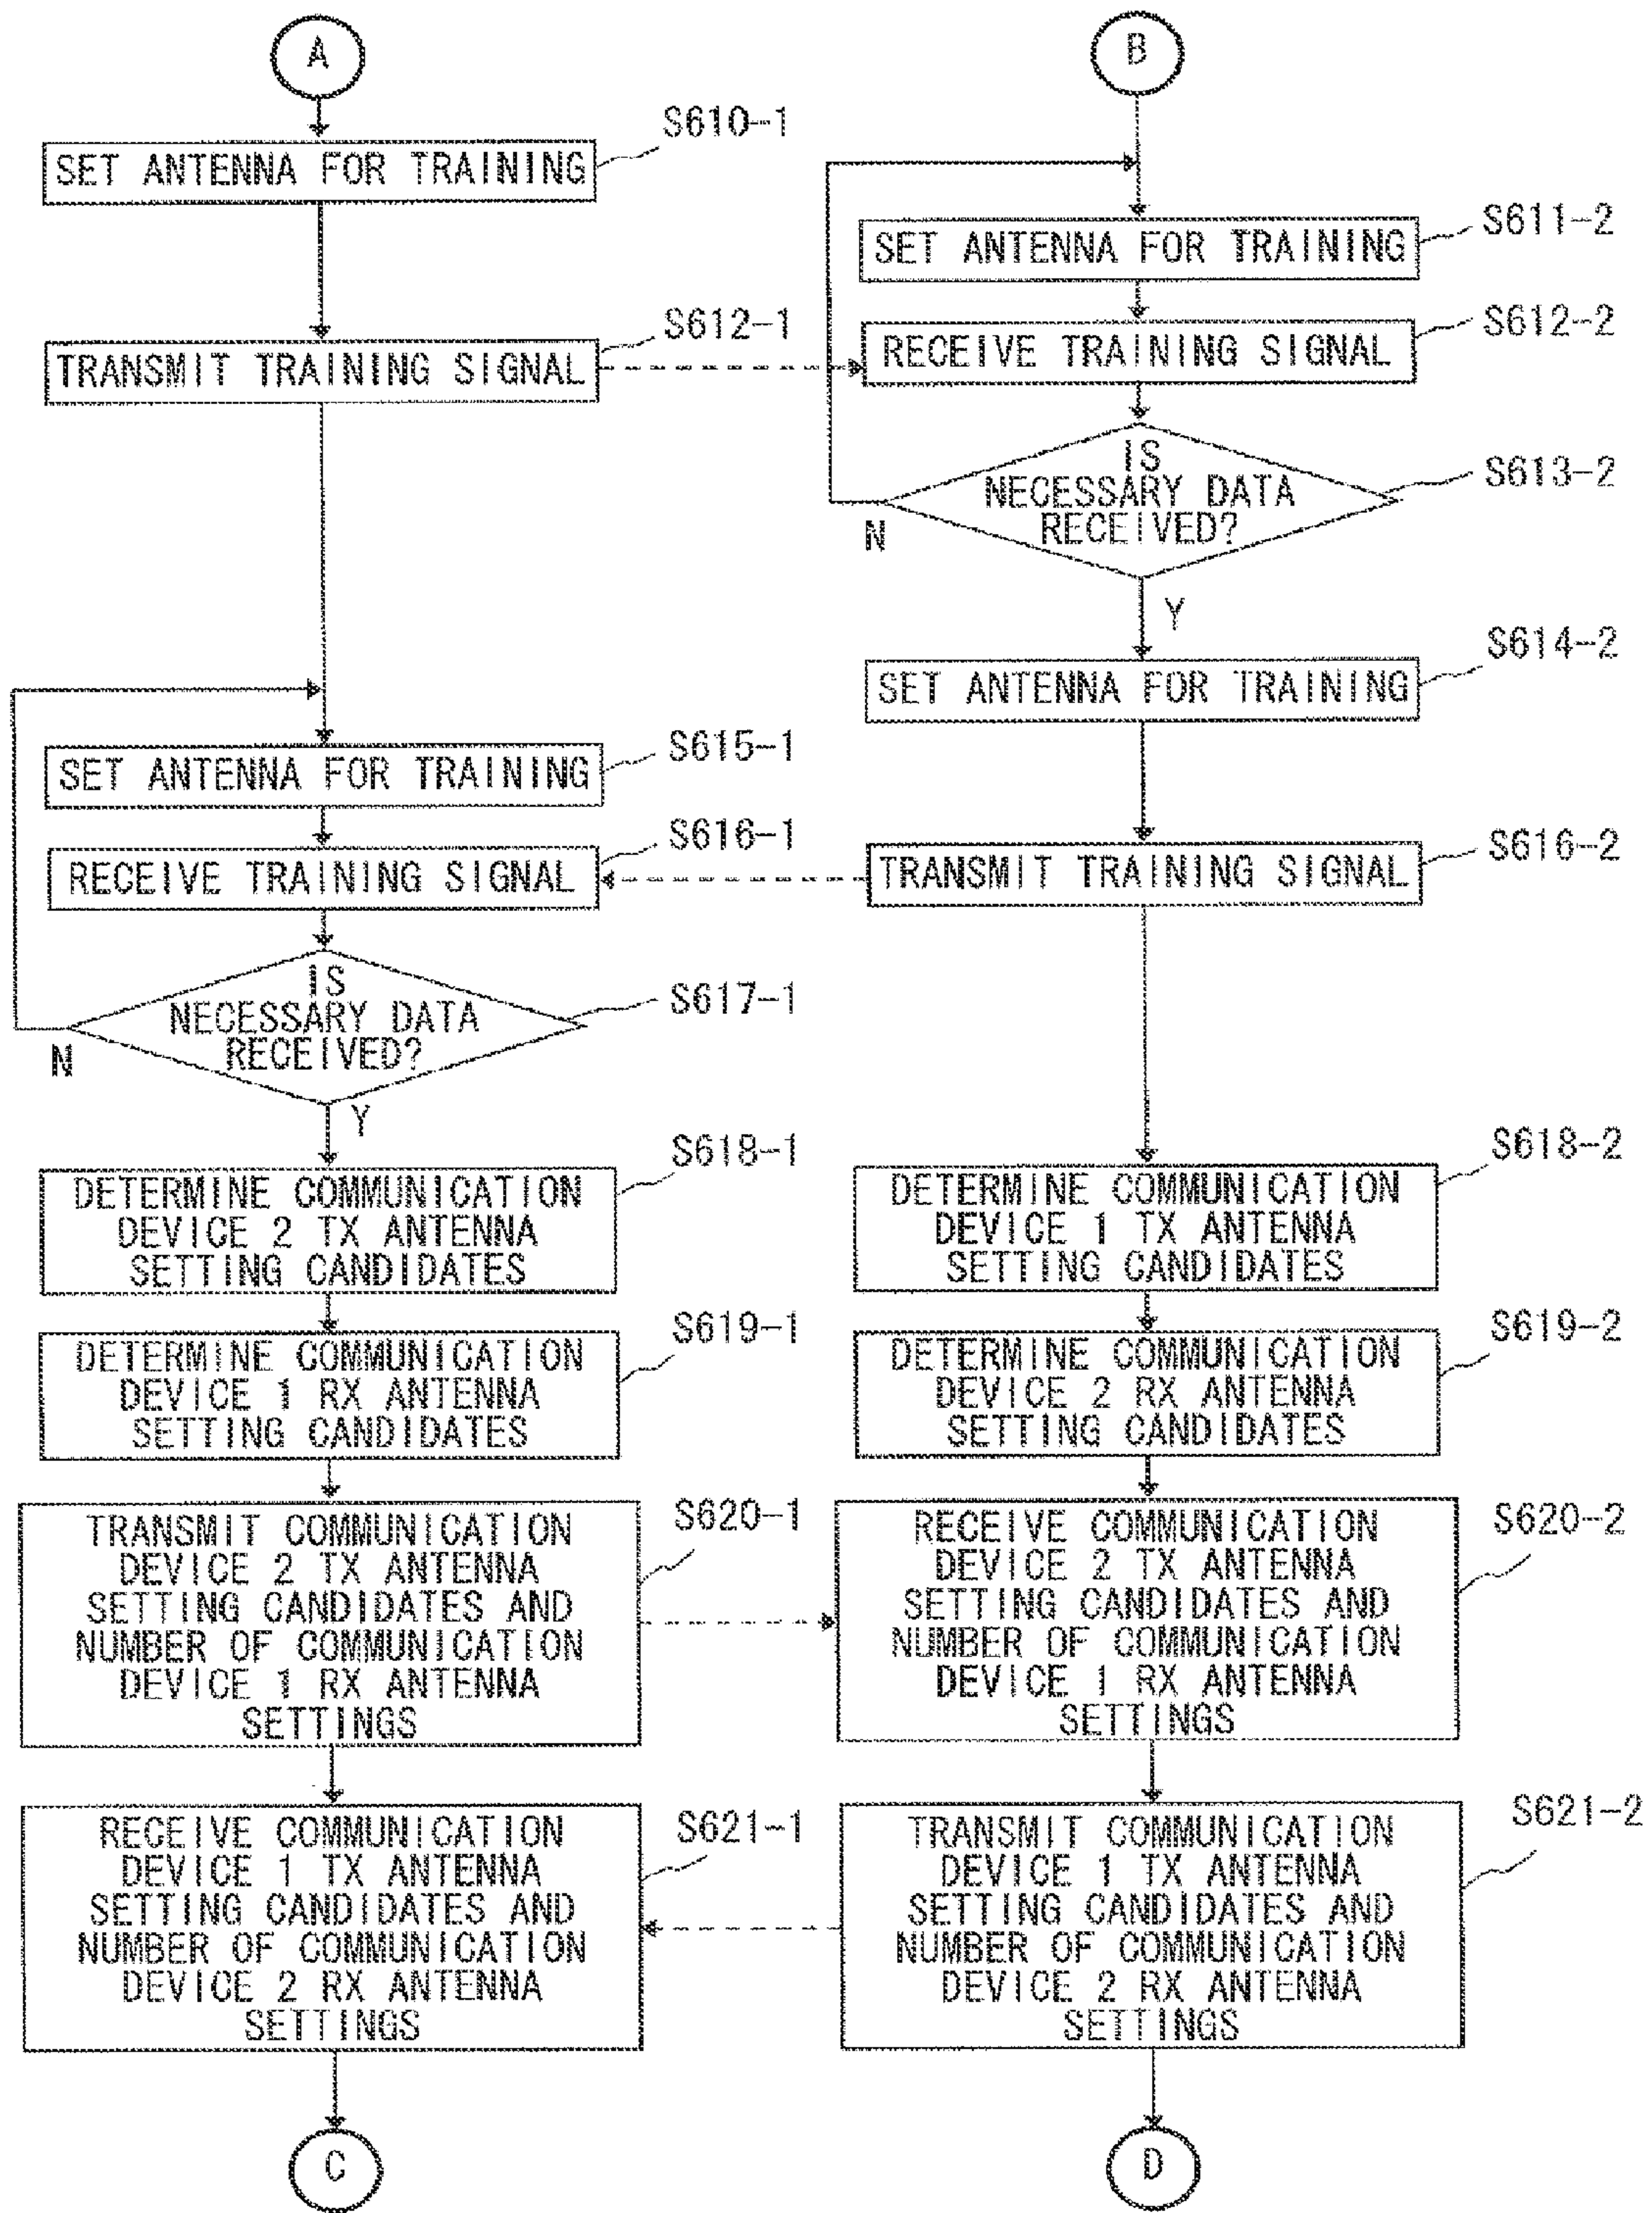 A
S610-1
SET ANTENNA FOR TRAINING
S612-1
TRANSMIT TRAINING SIGNAL
S615-1
SET ANTENNA FOR TRAINING
S616-1
RECEIVE TRAINING SIGNAL
S617-1
IS
NECESSARY DATA
RECEIVED?
N
Y
S618-1
DETERMINE COMMUNICATION
DEVICE 2 TX ANTENNA
SETTING CANDIDATES
S619-1
DETERMINE COMMUNICATION
DEVICE 1 RX ANTENNA
SETTING CANDIDATES
S620-1
TRANSMIT COMMUNICATION
DEVICE 2 TX ANTENNA
SETTING CANDIDATES AND
NUMBER OF COMMUNICATION
DEVICE 1 RX ANTENNA
SETTINGS
S621-1
RECEIVE COMMUNICATION
DEVICE 1 TX ANTENNA
SETTING CANDIDATES AND
NUMBER OF COMMUNICATION
DEVICE 2 RX ANTENNA
SETTINGS
C
B
S611-2
SET ANTENNA FOR TRAINING
S612-2
RECEIVE TRAINING SIGNAL
S613-2
IS
NECESSARY DATA
RECEIVED?
N
Y
S614-2
SET ANTENNA FOR TRAINING
S616-2
TRANSMIT TRAINING SIGNAL
S618-2
DETERMINE COMMUNICATION
DEVICE 1 TX ANTENNA
SETTING CANDIDATES
S619-2
DETERMINE COMMUNICATION
DEVICE 2 RX ANTENNA
SETTING CANDIDATES
S620-2
RECEIVE COMMUNICATION
DEVICE 2 TX ANTENNA
SETTING CANDIDATES AND
NUMBER OF COMMUNICATION
DEVICE 1 RX ANTENNA
SETTINGS
S621-2
TRANSMIT COMMUNICATION
DEVICE 1 TX ANTENNA
SETTING CANDIDATES AND
NUMBER OF COMMUNICATION
DEVICE 2 RX ANTENNA
SETTINGS
D